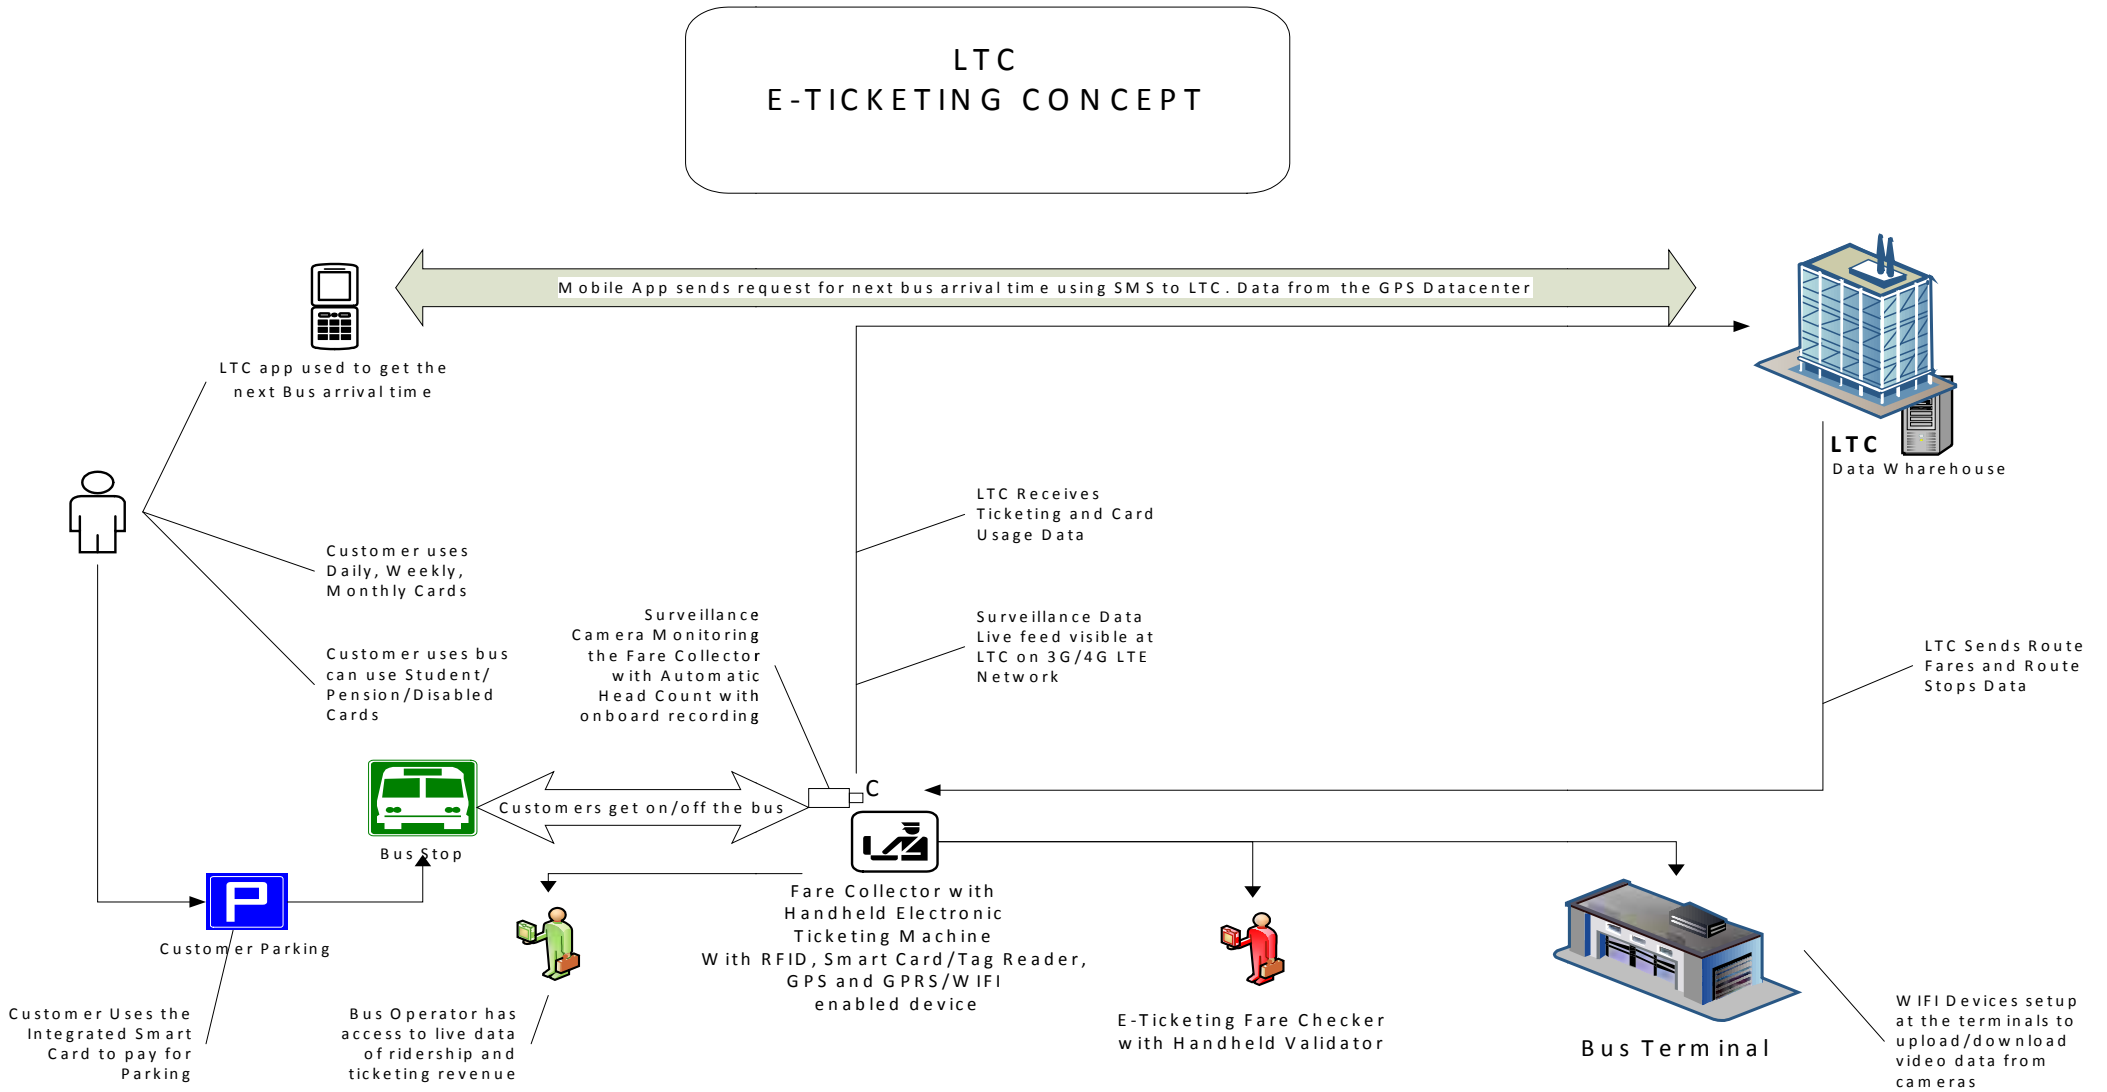 LTC
E-TICKETING CONCEPT
Mobile App sends request for next bus arrival time using SMS to LTC. Data from the GPS Datacenter
LTC app used to get the
next Bus arrival time
LTC
Data Wharehouse
LTC Receives
Ticketing and Card
Usage Data
Customer uses
Daily, Weekly,
Monthly Cards
Surveillance
Camera Monitoring
the Fare Collector
with Automatic
Head Count with
onboard recording
Surveillance Data
Live feed visible at
LTC on 3G/4G LTE
Network
Customer uses bus
can use Student/
Pension/Disabled
Cards
LTC Sends Route
Fares and Route
Stops Data
C
Customers get on/off the bus
Bus Stop
P
Customer Parking
Fare Collector with
Handheld Electronic
Ticketing Machine
With RFID, Smart Card/Tag Reader,
GPS and GPRS/WIFI
enabled device
Customer Uses the
Integrated Smart
Card to pay for
Parking
Bus Operator has
access to live data
of ridership and
ticketing revenue
E-Ticketing Fare Checker
with Handheld Validator
Bus Terminal
WIFI Devices setup
at the terminals to
upload/download
video data from
cameras